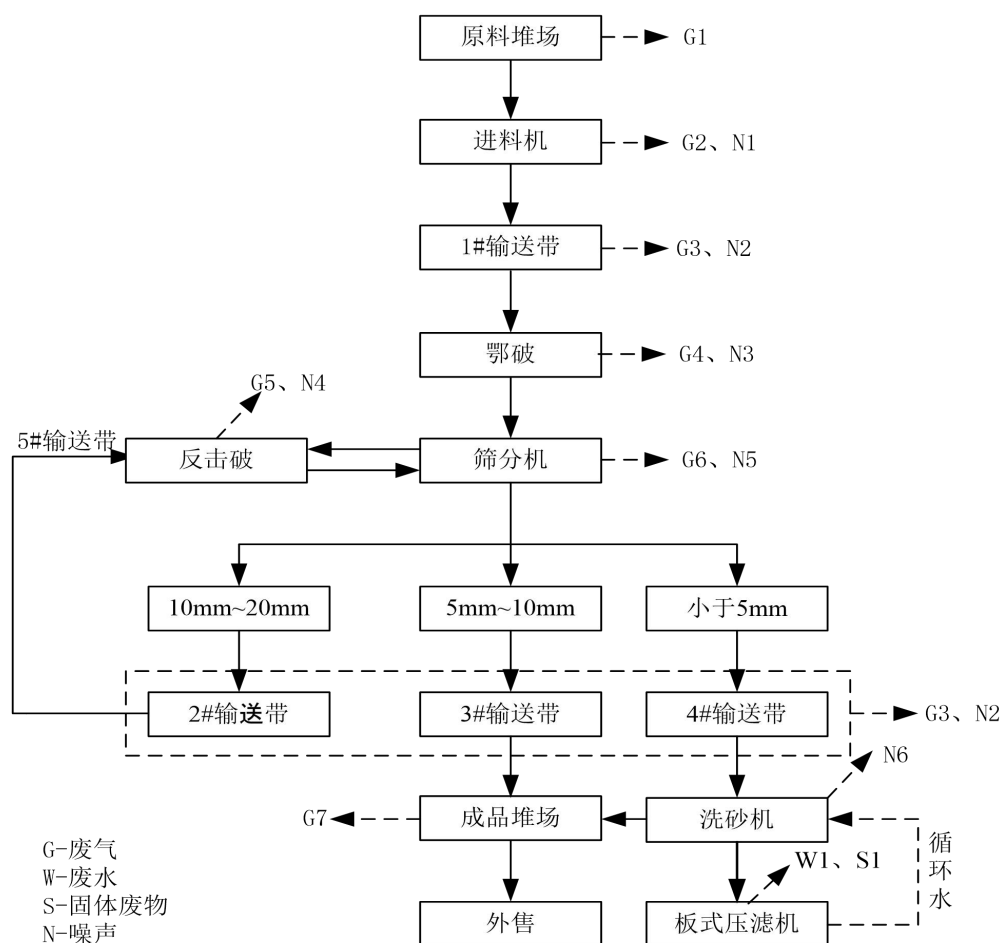 原料堆场
G1
进料机
G2、N1
1#输送带
G3、N2
鄂破
G4、N3
G5、N4
5#输送带
反击破
筛分机
G6、N5
10mm~20mm
5mm~10mm
小于5mm
2#输送带
3#输送带
4#输送带
G3、N2
N6
G7
成品堆场
洗砂机
循环水
W1、S1
外售
板式压滤机
G-废气
W-废水
S-固体废物
N-噪声